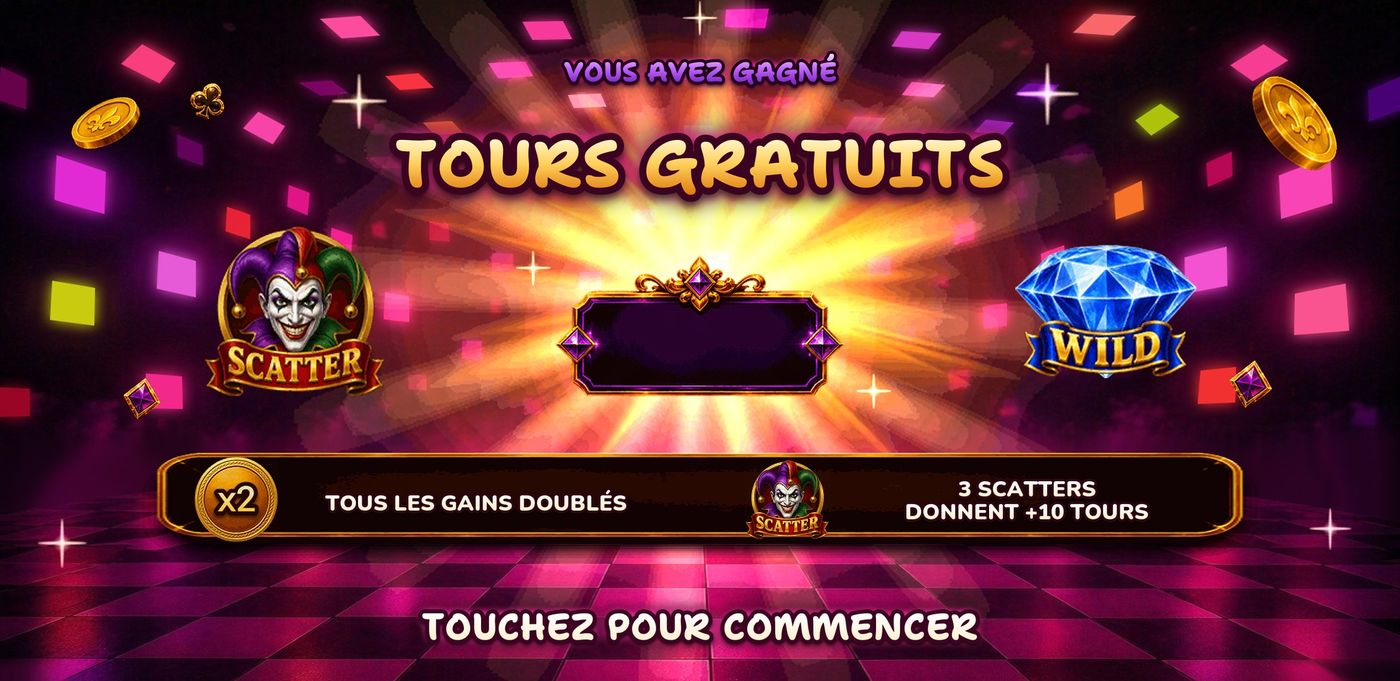 VOUS AVEZ GAGNÉ
TOURS GRATUITS
SCATTER
WILD
x2
TOUS LES GAINS DOUBLÉS
SCATTER
3 SCATTERS
DONNENT +10 TOURS
TOUCHEZ POUR COMMENCER